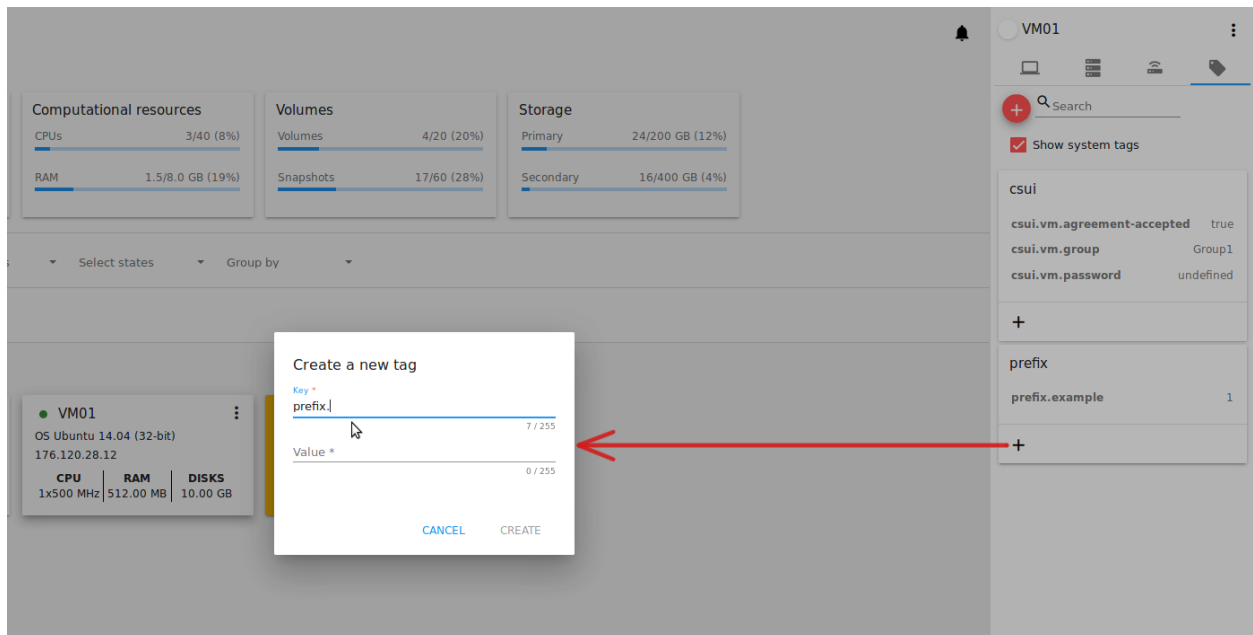 VM01
Search
Show system tags
csui
csui.vm.agreement-accepted true
csui.vm.group Group1
csui.vm.password undefined
+
prefix
prefix.example 1
+
Computational resources
CPUs 3/40 (8%)
RAM 1.5/8.0 GB (19%)
Volumes
Volumes 4/20 (20%)
Snapshots 17/60 (28%)
Storage
Primary 24/200 GB (12%)
Secondary 16/400 GB (4%)
Select states Group by
VM01
OS Ubuntu 14.04 (32-bit)
176.120.28.12
CPU RAM DISKS
1x500 MHz 512.00 MB 10.00 GB
Create a new tag
Key *
prefix.
7 / 255
Value *
0 / 255
CANCEL CREATE